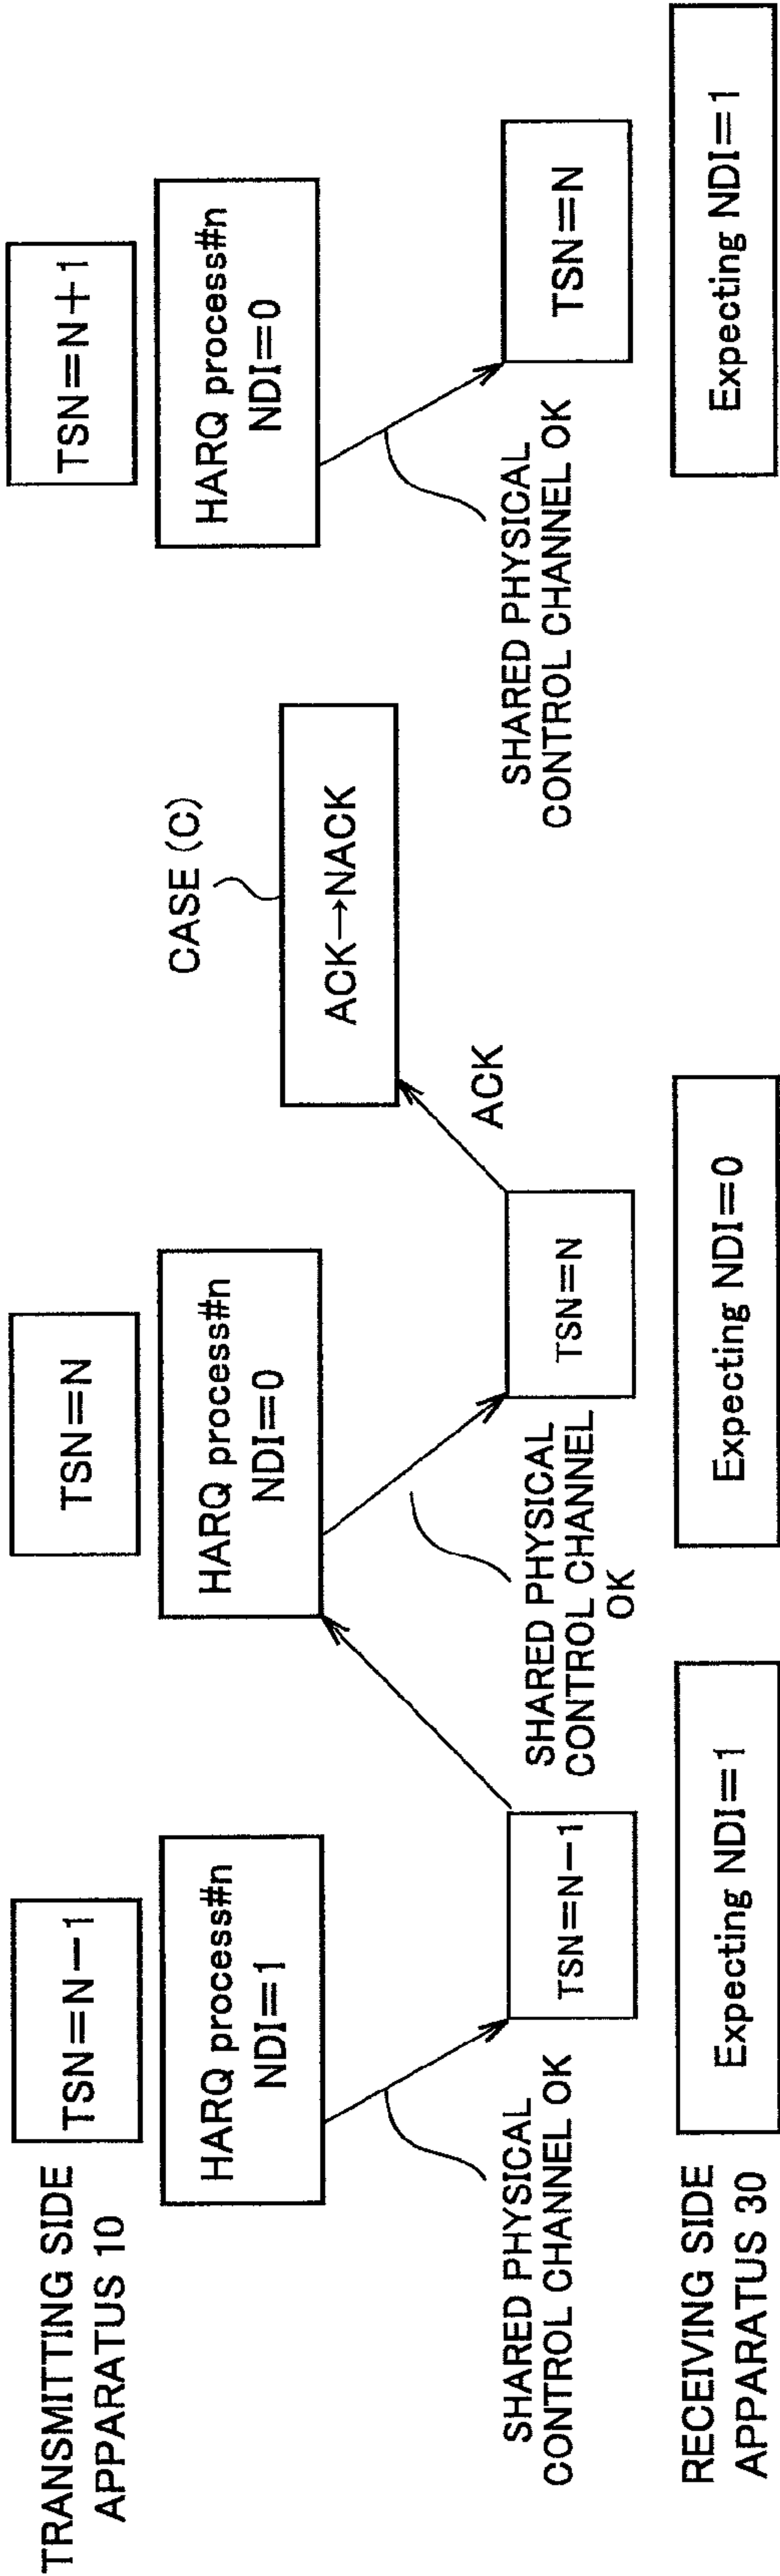 TRANSMITTING SIDE
APPARATUS 10
TSN=N−1
HARQ process#n
NDI=1
SHARED PHYSICAL
CONTROL CHANNEL OK
TSN=N−1
Expecting NDI=1
RECEIVING SIDE
APPARATUS 30
TSN=N
HARQ process#n
NDI=0
SHARED PHYSICAL
CONTROL CHANNEL
OK
TSN=N
Expecting NDI=0
ACK
CASE (C)
ACK→NACK
TSN=N+1
HARQ process#n
NDI=0
SHARED PHYSICAL
CONTROL CHANNEL OK
TSN=N
Expecting NDI=1